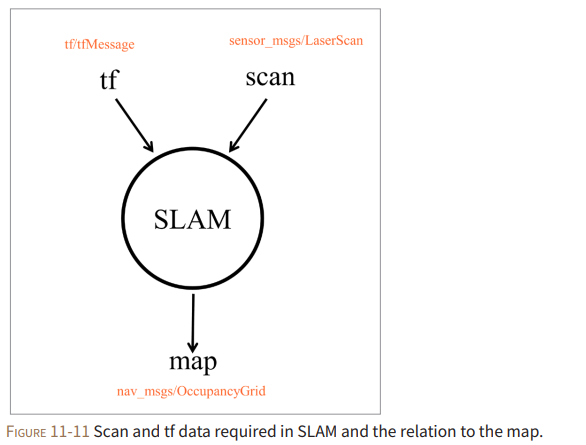 tf/tfMessage
sensor_msgs/LaserScan
tf
scan
SLAM
map
nav_msgs/OccupancyGrid
FIGURE 11-11 Scan and tf data required in SLAM and the relation to the map.